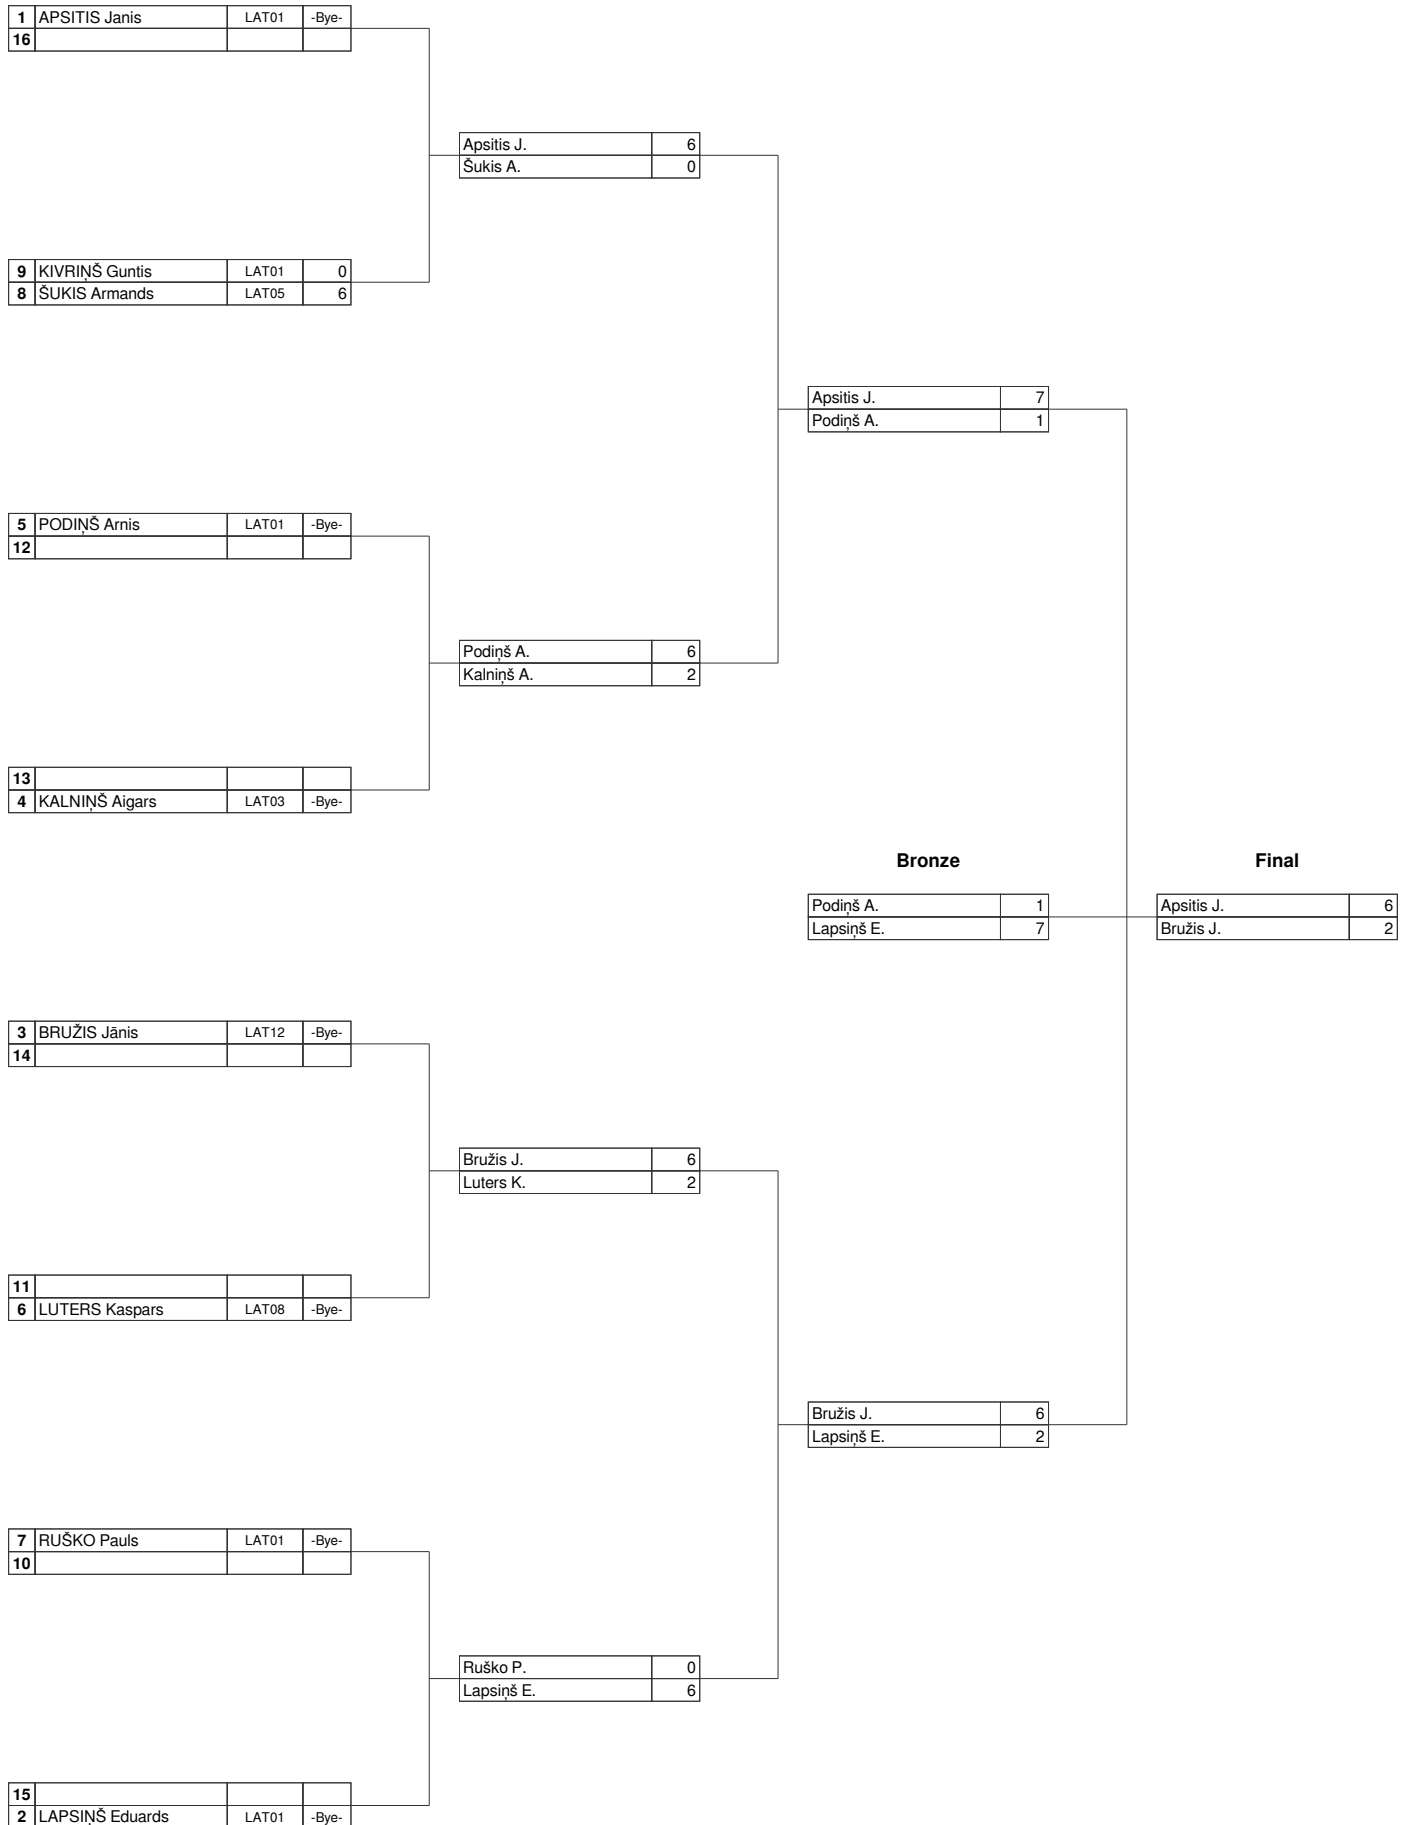 1 APSITIS Janis LAT01 -Bye-
16
Apsitis J. 6
Šukis A. 0
9 KIVRIŅŠ Guntis LAT01 0
8 ŠUKIS Armands LAT05 6
Apsitis J. 7
Podiņš A. 1
5 PODIŅŠ Arnis LAT01 -Bye-
12
Podiņš A. 6
Kalniņš A. 2
13
4 KALNIŅŠ Aigars LAT03 -Bye-
Bronze Final
Podiņš A. 1 Apsitis J. 6
Lapsiņš E. 7 Bružis J. 2
3 BRUŽIS Jānis LAT12 -Bye-
14
Bružis J. 6
Luters K. 2
11
6 LUTERS Kaspars LAT08 -Bye-
Bružis J. 6
Lapsiņš E. 2
7 RUŠKO Pauls LAT01 -Bye-
10
Ruško P. 0
Lapsiņš E. 6
15
2 LAPSIŅŠ Eduards LAT01 -Bye-